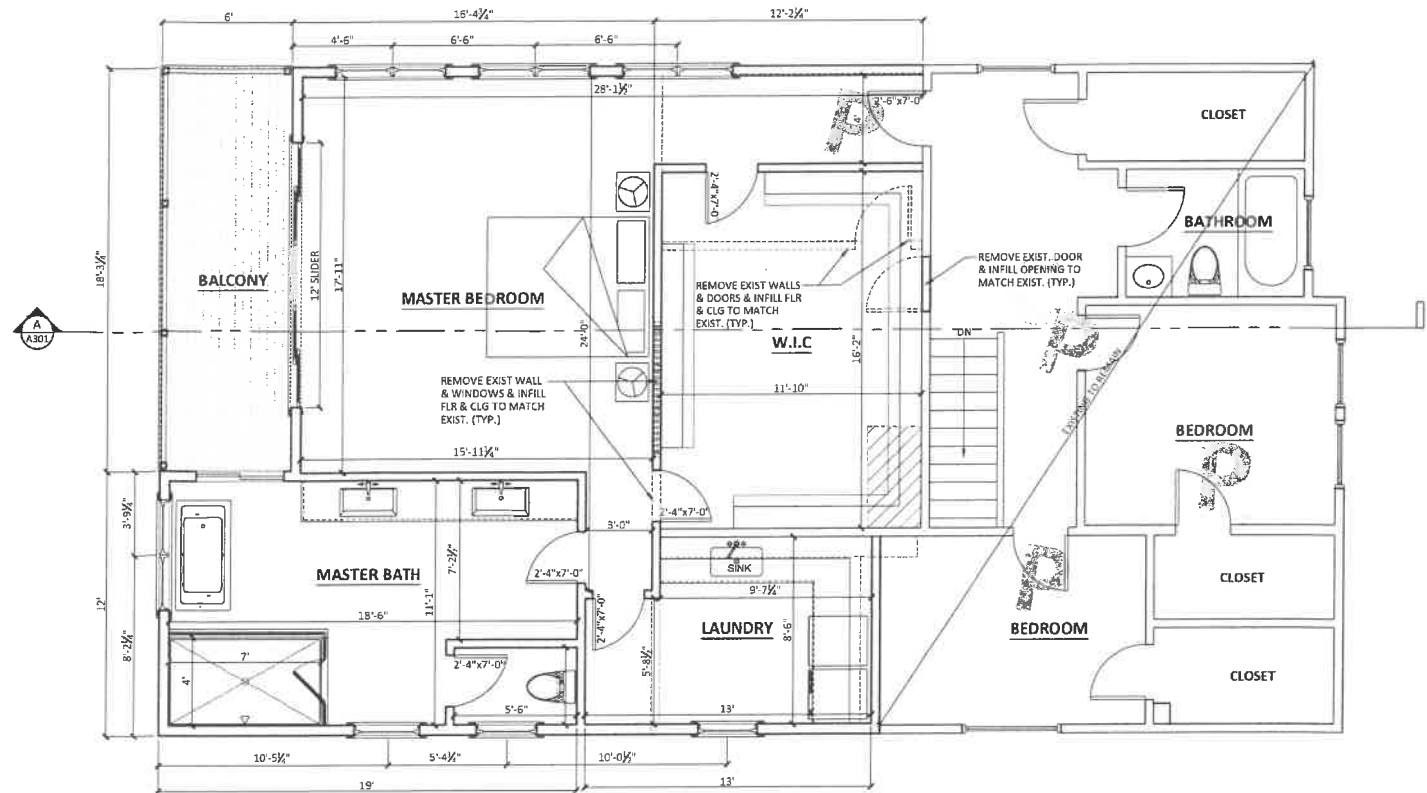 6'
16'-4¾"
12'-2¼"
4'-6"
6'-6"
6'-6"
28'-1½"
2'-6"x7'-0
4'
CLOSET
18'-3¼"
BALCONY
12' SLIDER
17'-11"
MASTER BEDROOM
24'-0"
2'-4"x7'-0
REMOVE EXIST WALLS
& DOORS & INFILL FLR
& CLG TO MATCH
EXIST. (TYP.)
REMOVE EXIST. DOOR
& INFILL OPENING TO
MATCH EXIST. (TYP.)
BATHROOM
A
A301
W.I.C
16'-2"
11'-10"
DN
EXISTING TO REMAIN
REMOVE EXIST WALL
& WINDOWS & INFILL
FLR & CLG TO MATCH
EXIST. (TYP.)
15'-11¼"
BEDROOM
3'-9¾"
2'-4"x7'-0"
3'-0"
MASTER BATH
7'-2½"
11'-1"
2'-4"x7'-0"
SINK
9'-7¼"
CLOSET
12'
8'-2¼"
18'-6"
2'-4"x7'-0"
LAUNDRY
8'-6"
5'-8½"
BEDROOM
7'
4'
2'-4"x7'-0"
5'-6"
13'
CLOSET
10'-5¼"
5'-4¼"
10'-0½"
19'
13'